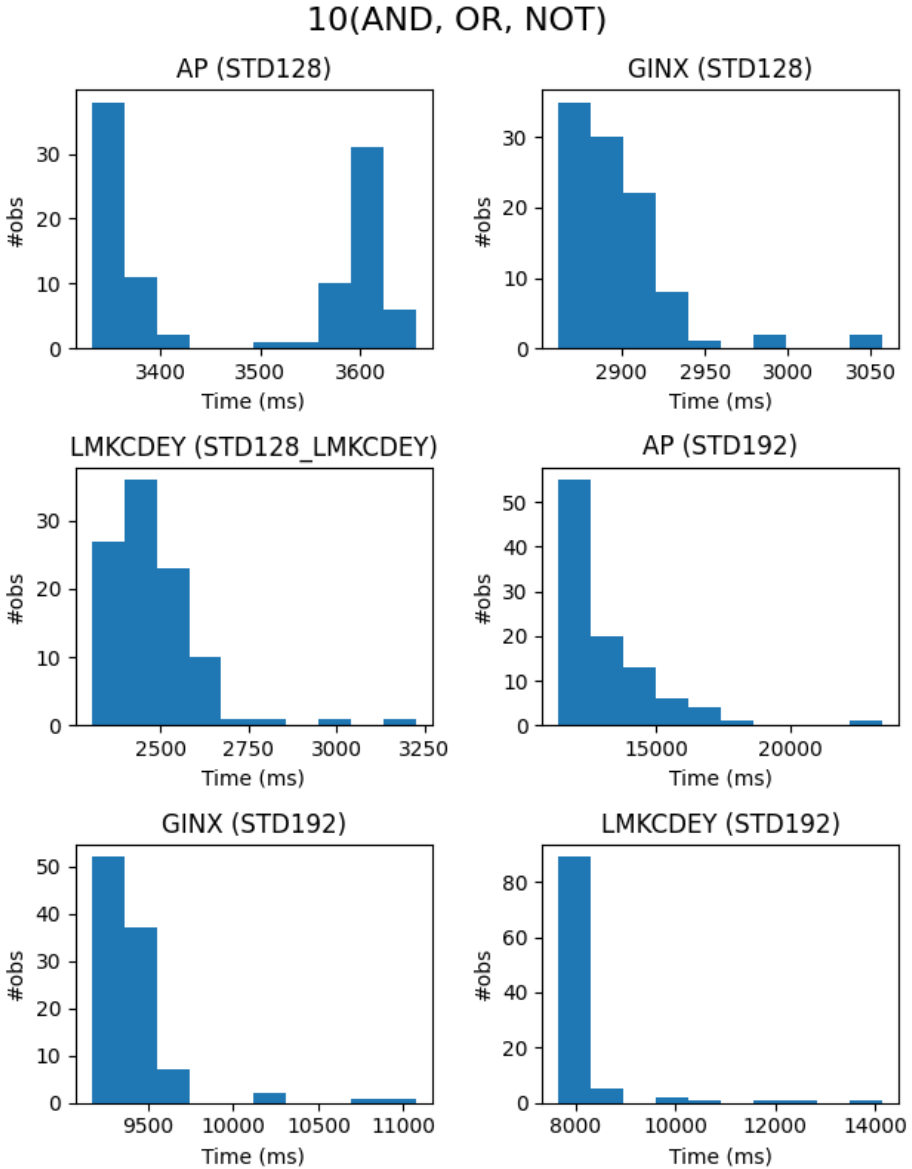 10(AND, OR, NOT)
AP (STD128)
#obs
30
20
10
0
3400
3500
3600
Time (ms)
GINX (STD128)
#obs
30
20
10
0
2900
2950
3000
3050
Time (ms)
LMKCDEY (STD128_LMKCDEY)
#obs
30
20
10
0
2500
2750
3000
3250
Time (ms)
AP (STD192)
#obs
50
40
30
20
10
0
15000
20000
Time (ms)
GINX (STD192)
#obs
50
40
30
20
10
0
9500
10000
10500
11000
Time (ms)
LMKCDEY (STD192)
#obs
80
60
40
20
0
8000
10000
12000
14000
Time (ms)